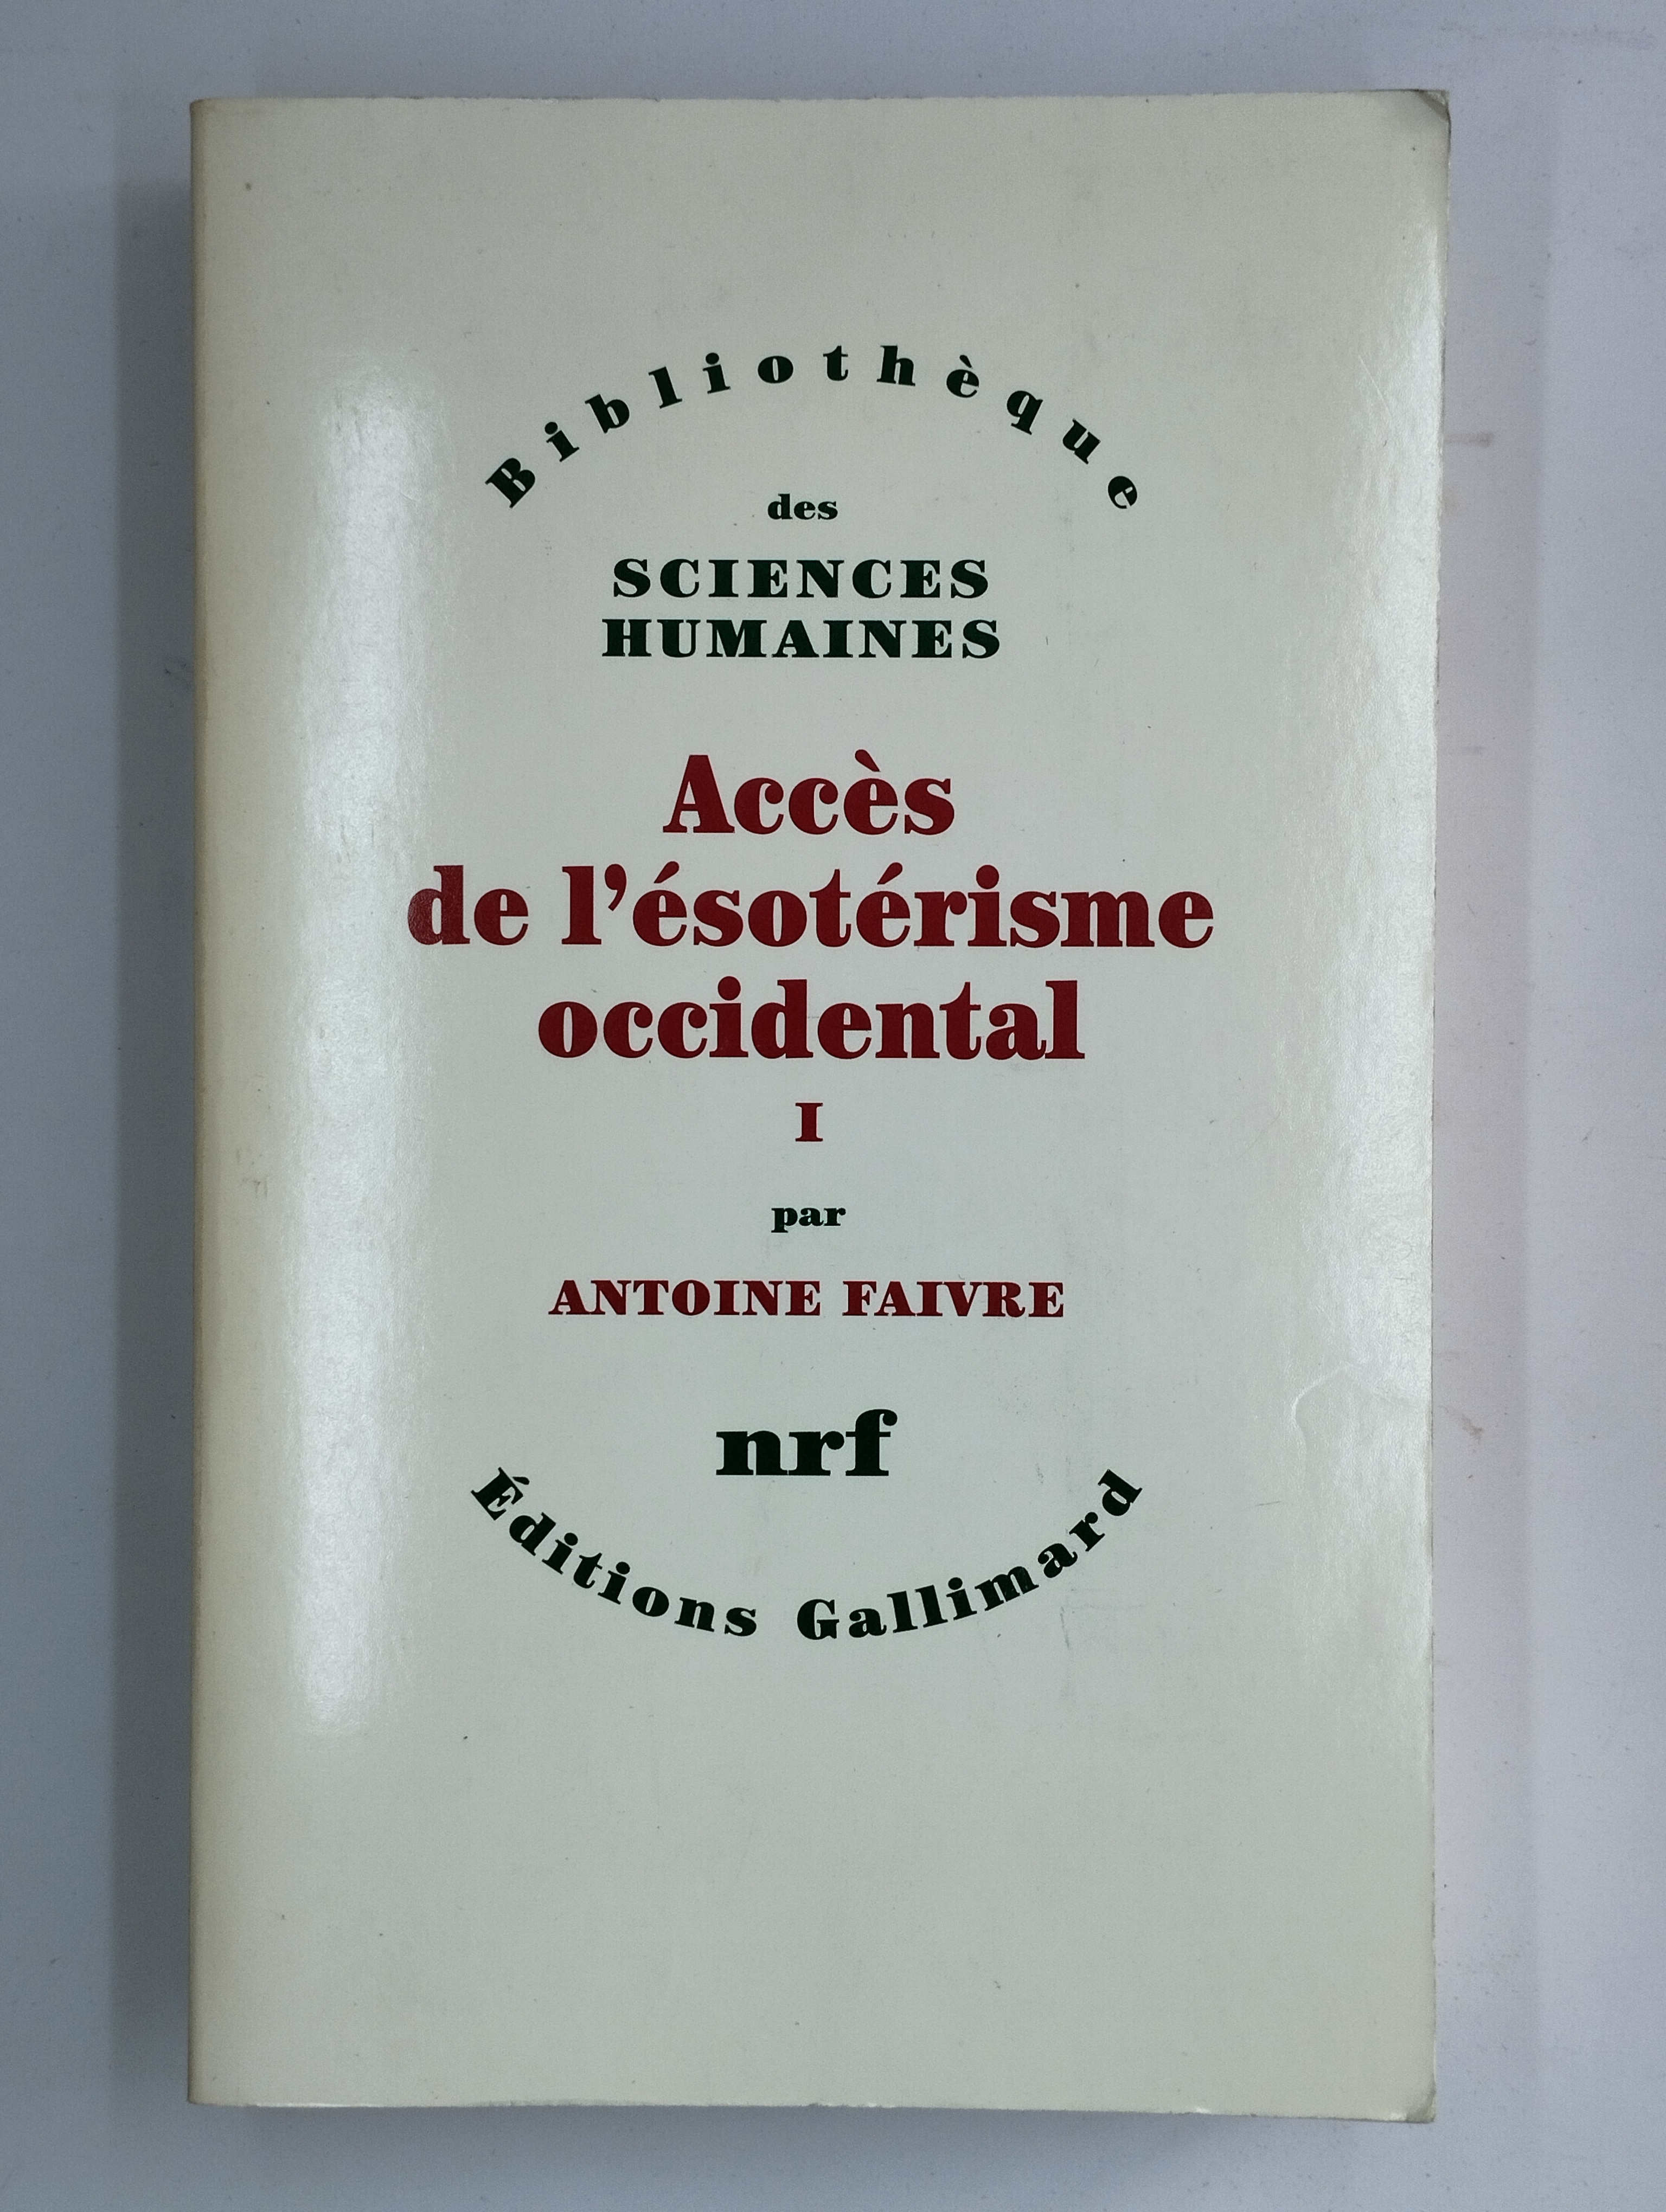 Bibliothèque
des
SCIENCES
HUMAINES
Accès
de l'ésotérisme
occidental
I
par
ANTOINE FAIVRE
nrf
Éditions Gallimard